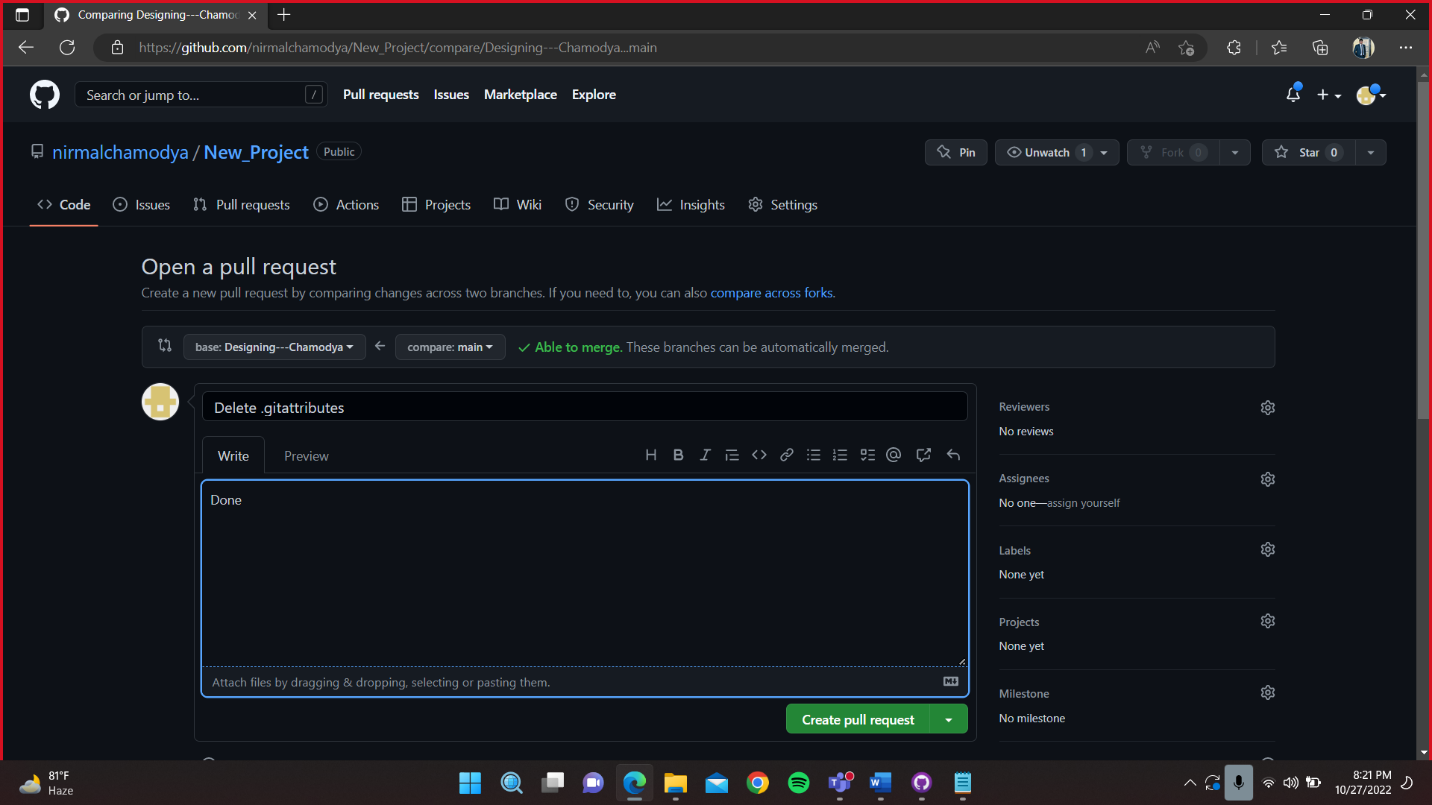 Comparing Designing---Chamod
https://github.com/nirmalchamodya/New_Project/compare/Designing---Chamodya...main
Search or jump to... /
Pull requests Issues Marketplace Explore
nirmalchamodya / New_Project Public
Pin Unwatch 1 Fork 0 Star 0
Code Issues Pull requests Actions Projects Wiki Security Insights Settings
Open a pull request
Create a new pull request by comparing changes across two branches. If you need to, you can also compare across forks.
base: Designing---Chamodya compare: main Able to merge. These branches can be automatically merged.
Delete .gitattributes
Write Preview
Done
Attach files by dragging & dropping, selecting or pasting them.
Create pull request
Reviewers
No reviews
Assignees
No one—assign yourself
Labels
None yet
Projects
None yet
Milestone
No milestone
81°F
Haze
8:21 PM
10/27/2022